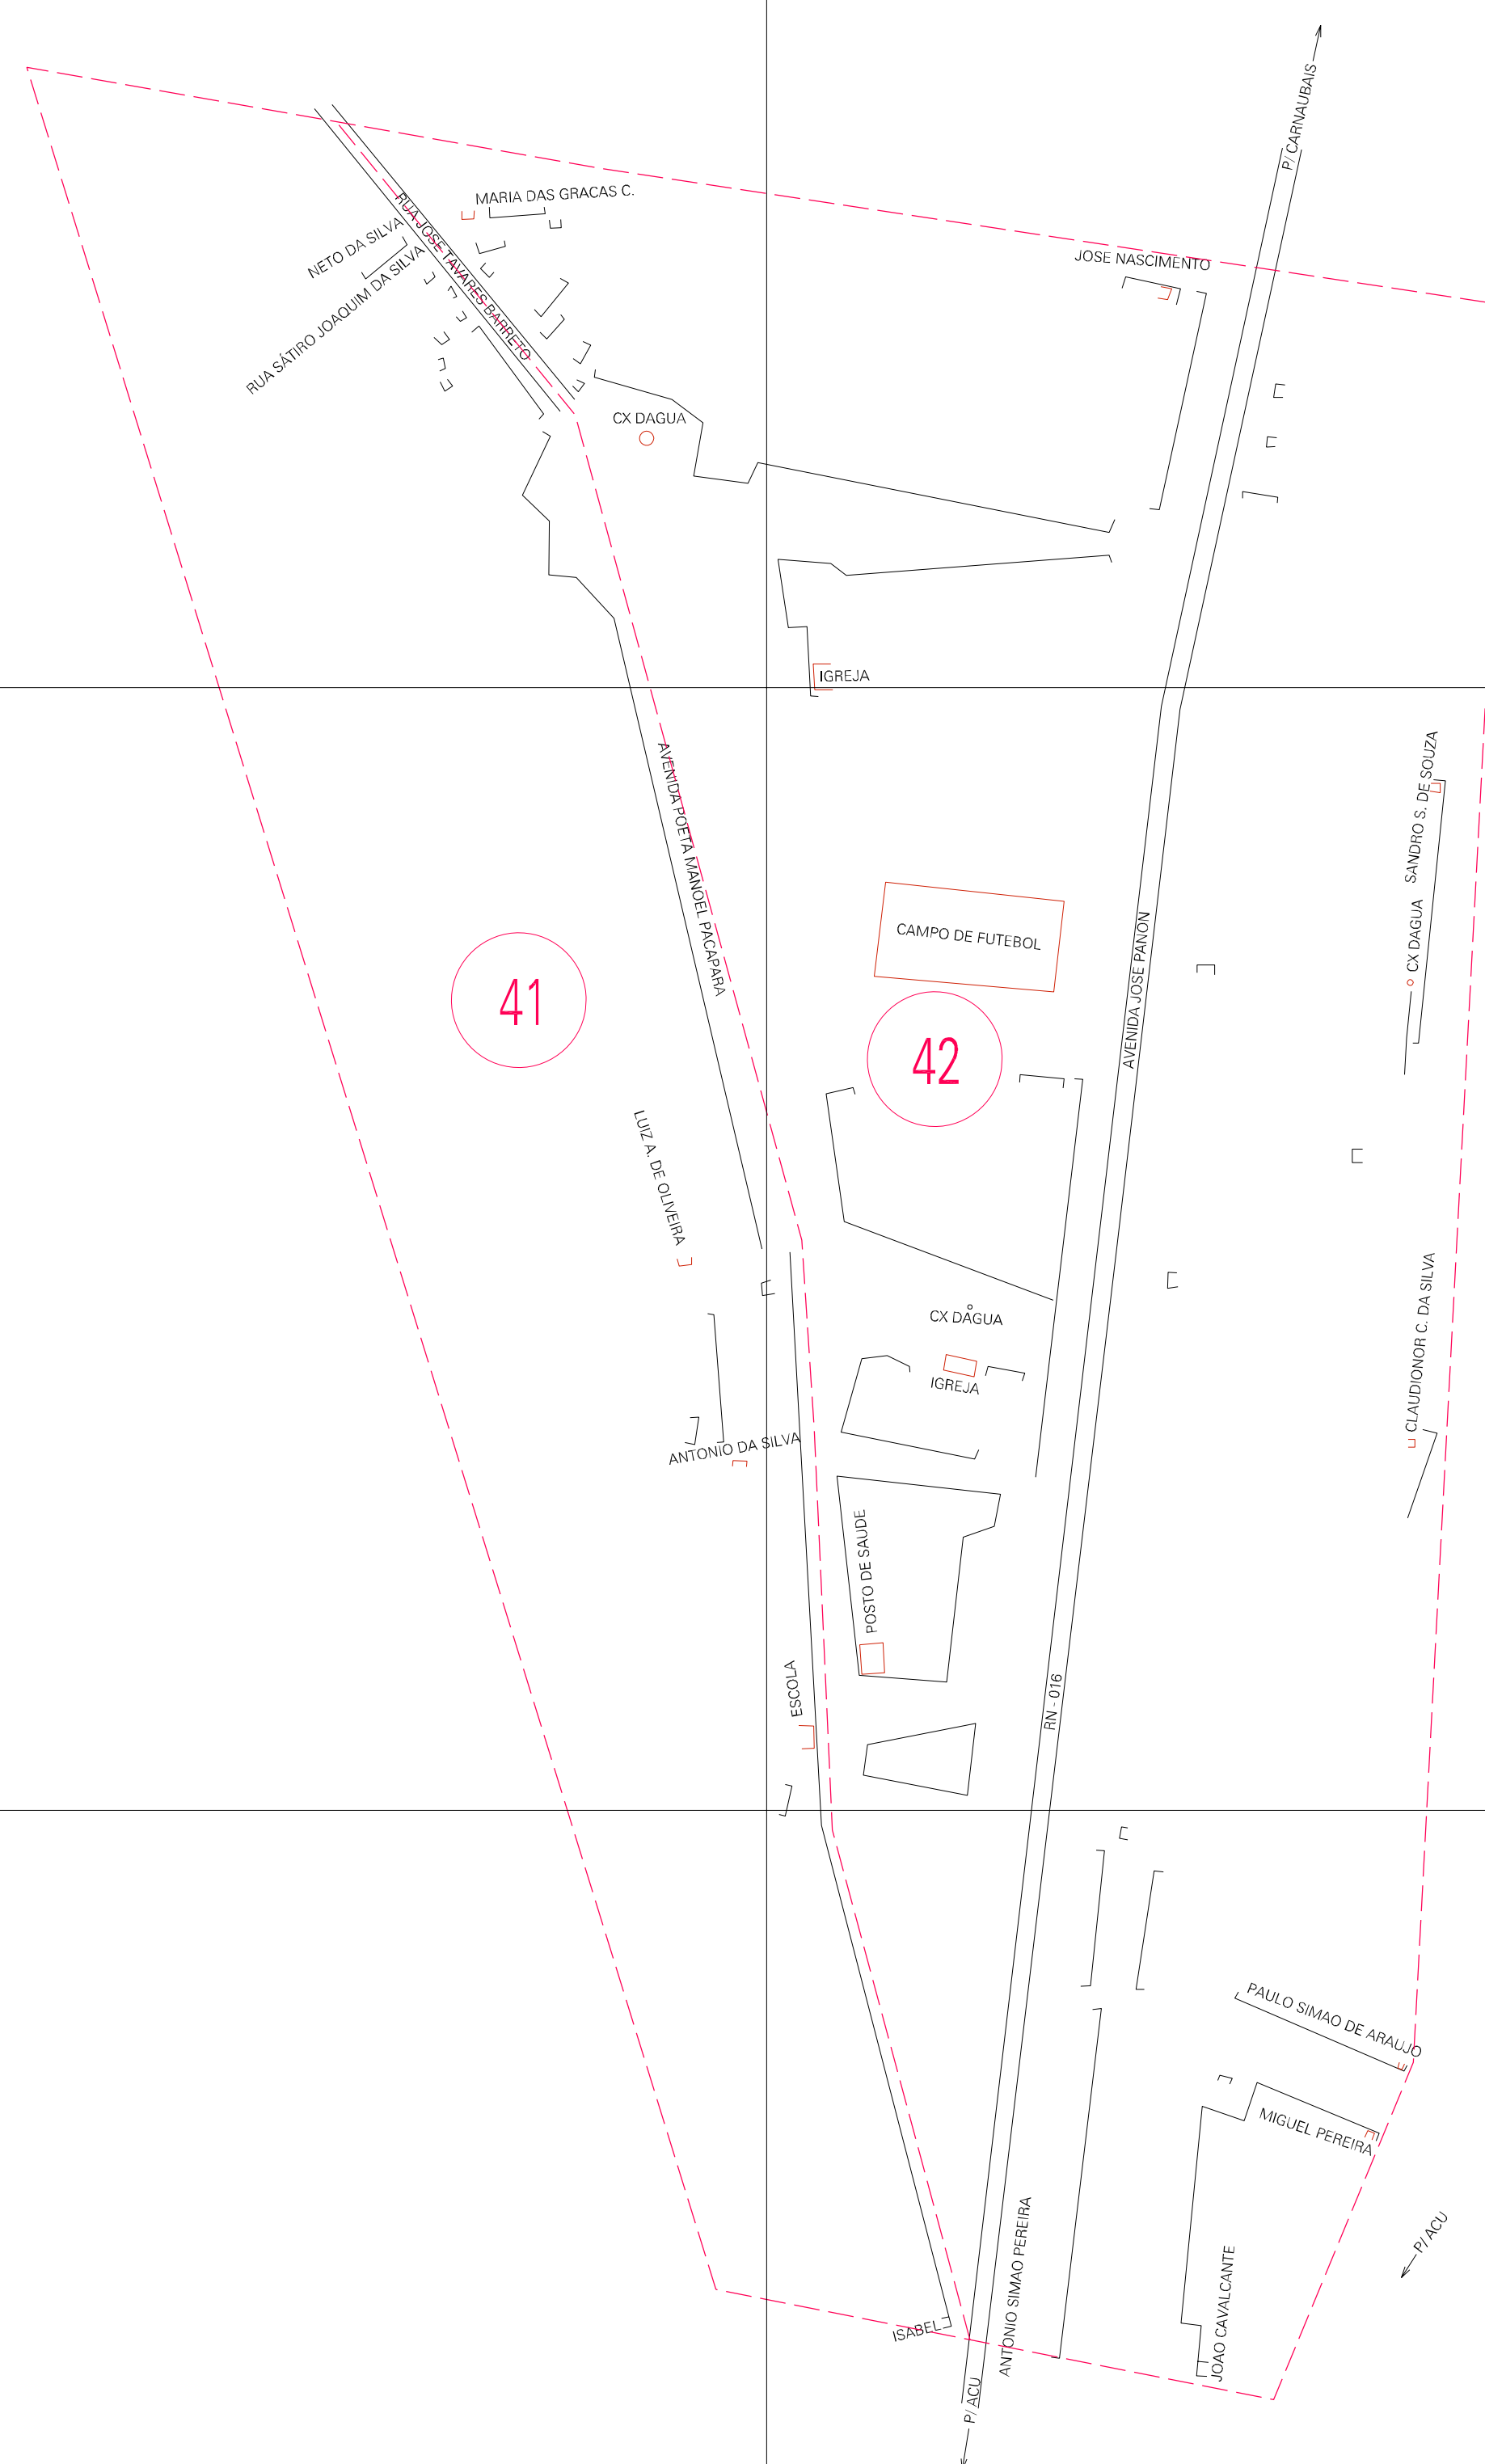 P/ CARNAUBAIS
MARIA DAS GRACAS C.
RUA JOSE TAVARES BARRETO
NETO DA SILVA
RUA SÁTIRO JOAQUIM DA SILVA
JOSE NASCIMENTO
CX DAGUA
IGREJA
AVENIDA POETA MANOEL PACAPARA
SANDRO S. DE SOUZA
CX DAGUA
CAMPO DE FUTEBOL
AVENIDA JOSE PANON
41
42
LUIZ A. DE OLIVEIRA
CX DAGUA
IGREJA
CLAUDIONOR C. DA SILVA
ANTONIO DA SILVA
POSTO DE SAUDE
ESCOLA
RN - 016
PAULO SIMAO DE ARAUJO
MIGUEL PEREIRA
P/ ACU
ANTONIO SIMAO PEREIRA
JOAO CAVALCANTE
ISABEL
P/ ACU